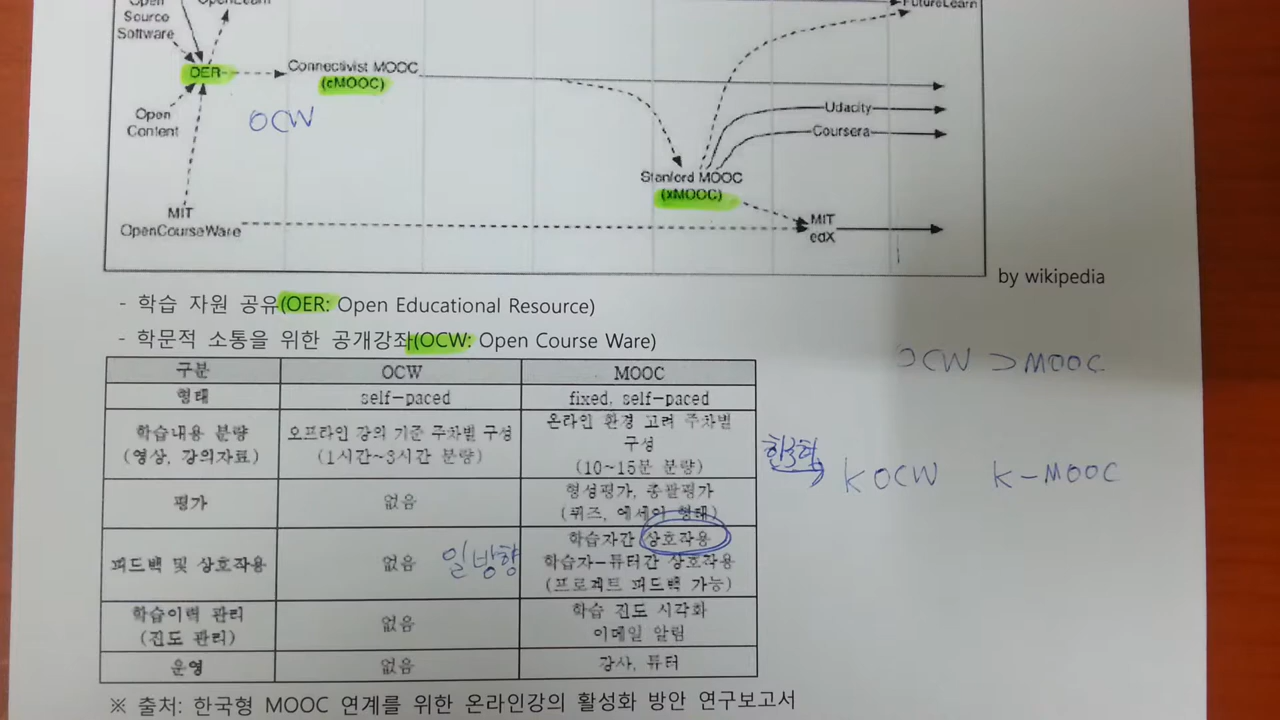 Open
Source
Software
OpenLearn
FutureLearn
OER
Connectivist MOOC
(cMOOC)
Open
Content
OCW
Udacity
Coursera
Stanford MOOC
(xMOOC)
MIT
OpenCourseWare
MIT
edX
by wikipedia
- 학습 자원 공유(OER: Open Educational Resource)
- 학문적 소통을 위한 공개강좌(OCW: Open Course Ware)
OCW ⊃ MOOC
구분 OCW MOOC
형태 self-paced fixed, self-paced
학습내용 분량
(영상, 강의자료)
오프라인 강의 기준 주차별 구성
(1시간~3시간 분량)
온라인 환경 고려 주차별
구성
(10~15분 분량)
한국형
KOCW K-MOOC
평가 없음
형성평가, 총괄평가
(퀴즈, 에세이 형태)
피드백 및 상호작용 없음 일방향
학습자간 상호작용
학습자-튜터간 상호작용
(프로젝트 피드백 가능)
학습이력 관리
(진도 관리)
없음
학습 진도 시각화
이메일 알림
운영 없음 강사, 튜터
※ 출처: 한국형 MOOC 연계를 위한 온라인강의 활성화 방안 연구보고서